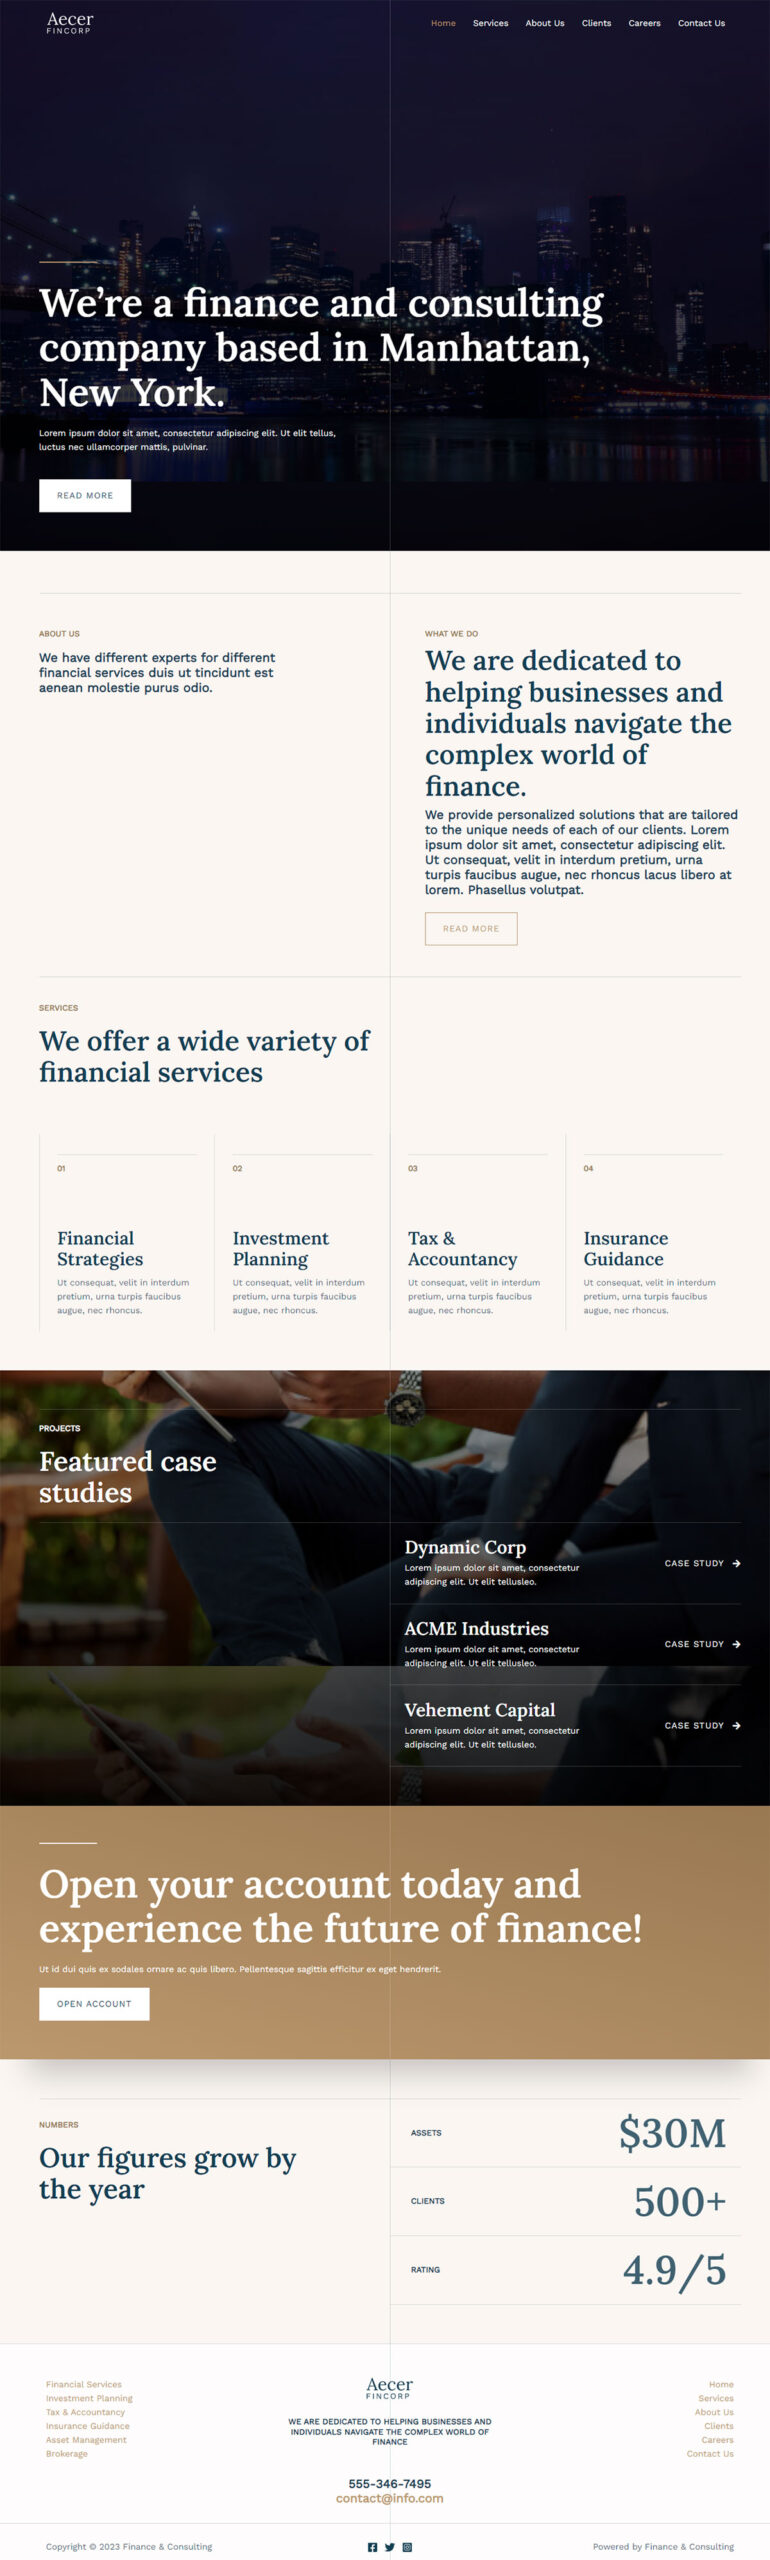 Aecer
FINCORP
Home Services About Us Clients Careers Contact Us
We're a finance and consulting
company based in Manhattan,
New York.
Lorem ipsum dolor sit amet, consectetur adipiscing elit. Ut elit tellus,
luctus nec ullamcorper mattis, pulvinar.
READ MORE
ABOUT US
We have different experts for different
financial services duis ut tincidunt est
aenean molestie purus odio.
WHAT WE DO
We are dedicated to
helping businesses and
individuals navigate the
complex world of
finance.
We provide personalized solutions that are tailored
to the unique needs of each of our clients. Lorem
ipsum dolor sit amet, consectetur adipiscing elit.
Ut consequat, velit in interdum pretium, urna
turpis faucibus augue, nec rhoncus lacus libero at
lorem. Phasellus volutpat.
READ MORE
SERVICES
We offer a wide variety of
financial services
01
Financial
Strategies
Ut consequat, velit in interdum
pretium, urna turpis faucibus
augue, nec rhoncus.
02
Investment
Planning
Ut consequat, velit in interdum
pretium, urna turpis faucibus
augue, nec rhoncus.
03
Tax &
Accountancy
Ut consequat, velit in interdum
pretium, urna turpis faucibus
augue, nec rhoncus.
04
Insurance
Guidance
Ut consequat, velit in interdum
pretium, urna turpis faucibus
augue, nec rhoncus.
PROJECTS
Featured case
studies
Dynamic Corp
Lorem ipsum dolor sit amet, consectetur
adipiscing elit. Ut elit tellusleo.
CASE STUDY
ACME Industries
Lorem ipsum dolor sit amet, consectetur
adipiscing elit. Ut elit tellusleo.
CASE STUDY
Vehement Capital
Lorem ipsum dolor sit amet, consectetur
adipiscing elit. Ut elit tellusleo.
CASE STUDY
Open your account today and
experience the future of finance!
Ut id dui quis ex sodales ornare ac quis libero. Pellentesque sagittis efficitur ex eget hendrerit.
OPEN ACCOUNT
NUMBERS
Our figures grow by
the year
ASSETS $30M
CLIENTS 500+
RATING 4.9/5
Financial Services
Investment Planning
Tax & Accountancy
Insurance Guidance
Asset Management
Brokerage
Aecer
FINCORP
WE ARE DEDICATED TO HELPING BUSINESSES AND
INDIVIDUALS NAVIGATE THE COMPLEX WORLD OF
FINANCE
555-346-7495
contact@info.com
Home
Services
About Us
Clients
Careers
Contact Us
Copyright © 2023 Finance & Consulting
Powered by Finance & Consulting